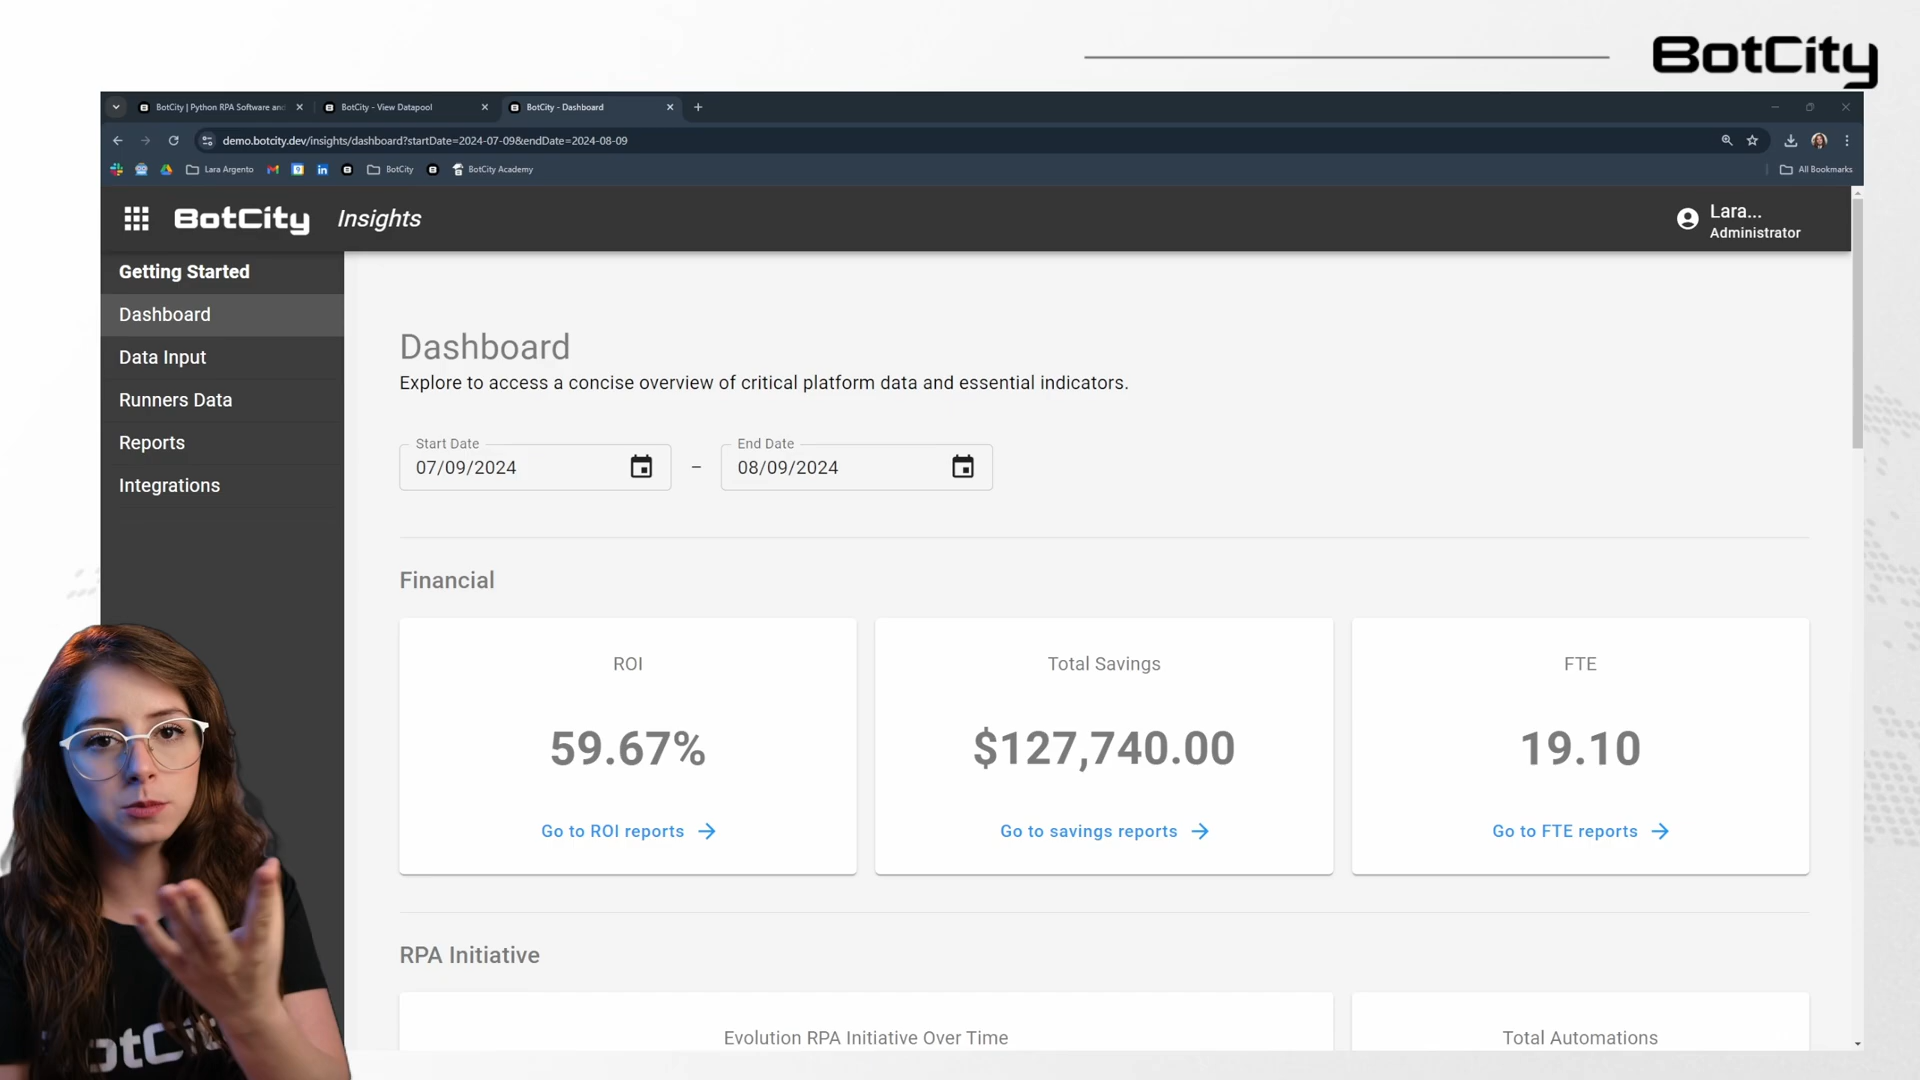 BotCity
BotCity | Python RPA Software and
BotCity - View Datapool
BotCity - Dashboard
demo.botcity.dev/insights/dashboard?startDate=2024-07-09&endDate=2024-08-09
Lara Argento
BotCity
BotCity Academy
All Bookmarks
BotCity Insights
Lara...
Administrator
Getting Started
Dashboard
Data Input
Runners Data
Reports
Integrations
Dashboard
Explore to access a concise overview of critical platform data and essential indicators.
Start Date
07/09/2024
–
End Date
08/09/2024
Financial
ROI
59.67%
Go to ROI reports
Total Savings
$127,740.00
Go to savings reports
FTE
19.10
Go to FTE reports
RPA Initiative
Evolution RPA Initiative Over Time
Total Automations